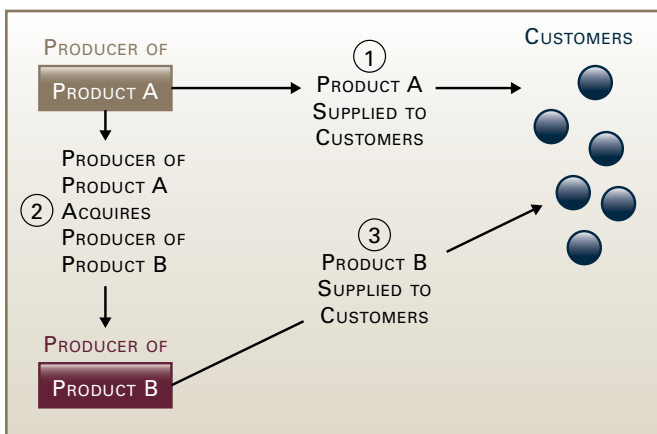 Producer of
Product A
1
Product A
Supplied to
Customers
Customers
2
Producer of
Product A
Acquires
Producer of
Product B
3
Product B
Supplied to
Customers
Producer of
Product B